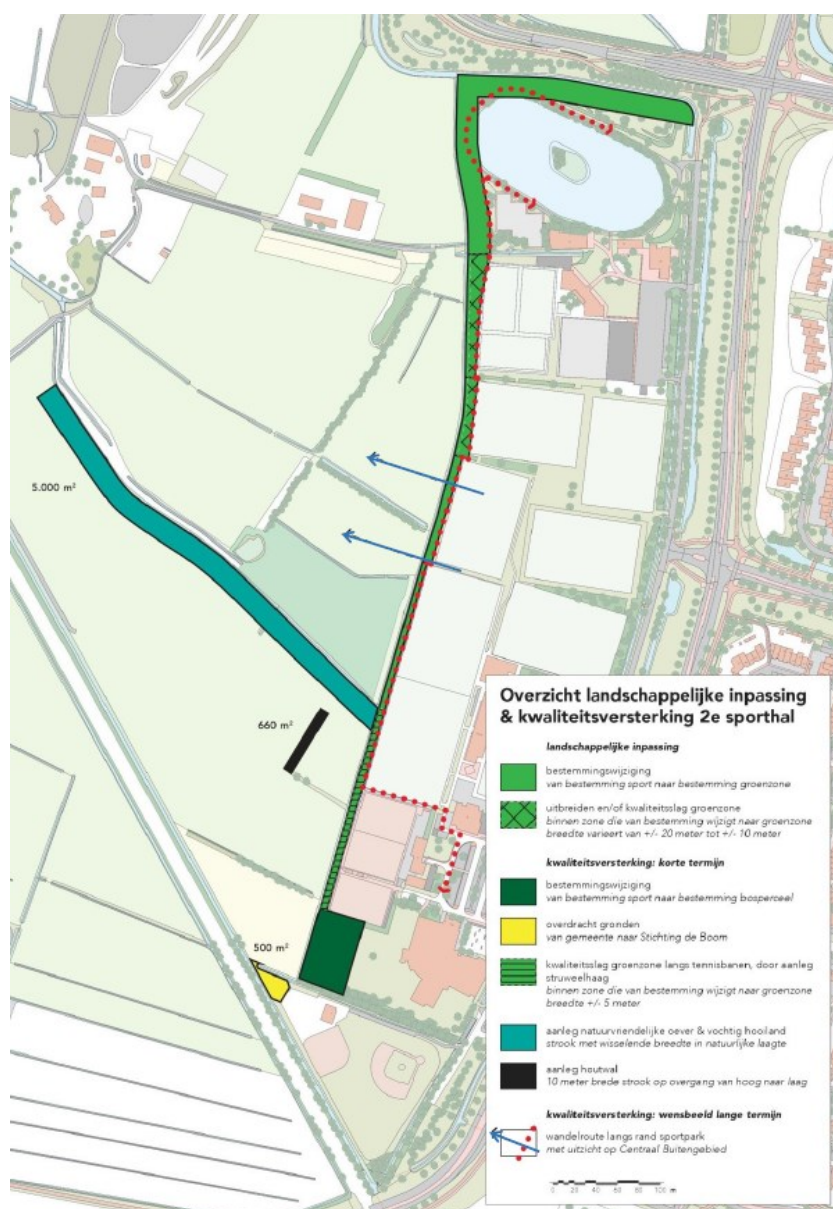 5.000 m²
660 m²
500 m²
Overzicht landschappelijke inpassing
& kwaliteitsversterking 2e sporthal
landschappelijke inpassing
bestemmingswijziging
van bestemming sport naar bestemming groenzone
uitbreiden en/of kwaliteitsslag groenzone
binnen zone die van bestemming wijzigt naar groenzone
breedte varieert van +/- 20 meter tot +/- 10 meter
kwaliteitsversterking: korte termijn
bestemmingswijziging
van bestemming sport naar bestemming bosperceel
overdracht gronden
van gemeente naar Stichting de Boom
kwaliteitsslag groenzone langs tennisbanen, door aanleg
struweelhaag
binnen zone die van bestemming wijzigt naar groenzone
breedte +/- 5 meter
aanleg natuurvriendelijke oever & vochtig hooiland
strook met wisselende breedte in natuurlijke laagte
aanleg houtwal
10 meter brede strook op overgang van hoog naar laag
kwaliteitsversterking: wensbeeld lange termijn
wandelroute langs rand sportpark
met uitzicht op Centraal Buitengebied
0 20 40 60 80 100 m